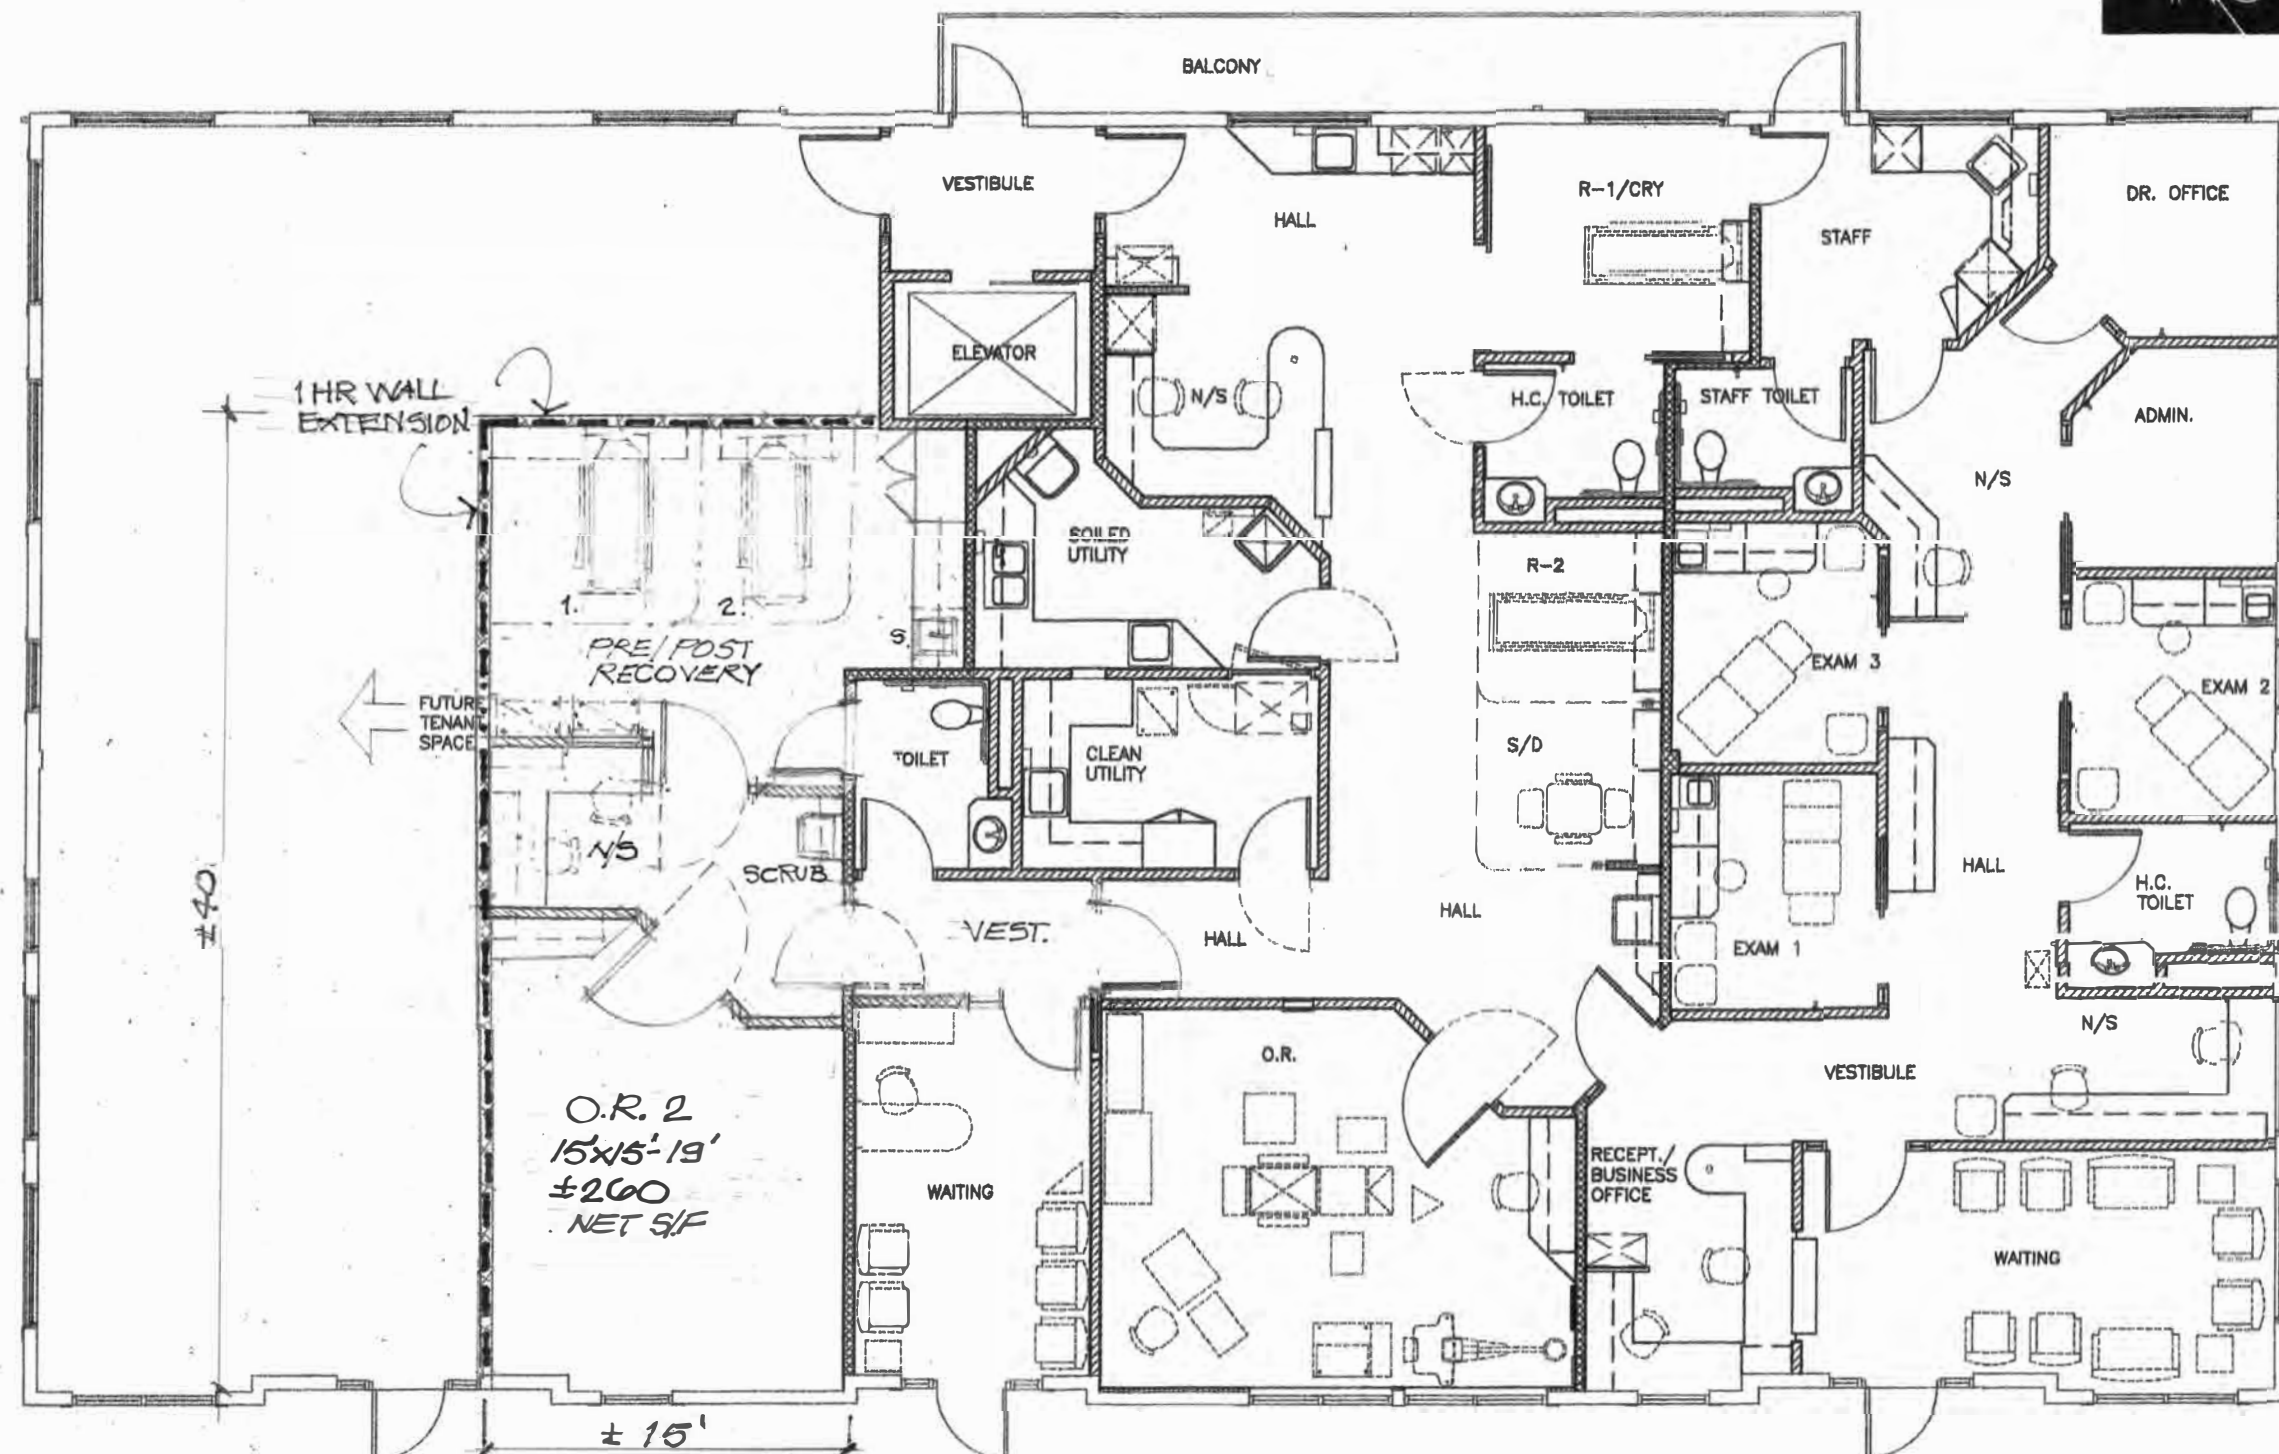 BALCONY
VESTIBULE
HALL
R-1/CRY
STAFF
DR. OFFICE
ELEVATOR
1 HR WALL
EXTENSION
N/S
H.C. TOILET
STAFF TOILET
ADMIN.
N/S
SOILED
UTILITY
R-2
1.
2.
S.
PRE/POST
RECOVERY
EXAM 3
EXAM 2
FUTURE
TENANT
SPACE
TOILET
CLEAN
UTILITY
S/D
N/S
SCRUB
HALL
H.C.
TOILET
±40
VEST.
HALL
HALL
EXAM 1
N/S
O.R.
VESTIBULE
O.R. 2
15'x15'-19'
±260
NET S/F
WAITING
RECEPT./
BUSINESS
OFFICE
WAITING
± 15'